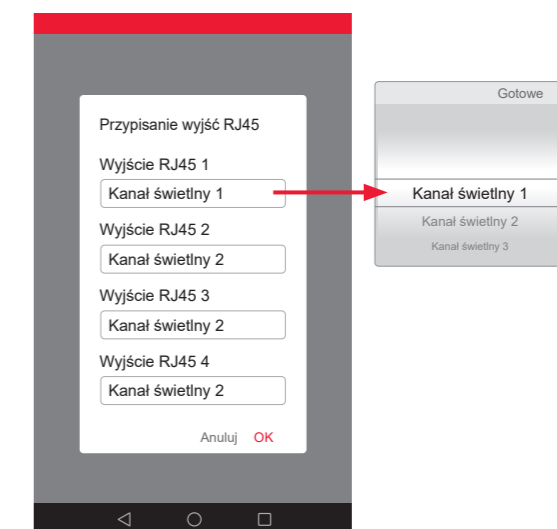 Przypisanie wyjść RJ45
Wyjście RJ45 1
Kanał świetlny 1
Wyjście RJ45 2
Kanał świetlny 2
Wyjście RJ45 3
Kanał świetlny 2
Wyjście RJ45 4
Kanał świetlny 2
Anuluj OK
Gotowe
Kanał świetlny 1
Kanał świetlny 2
Kanał świetlny 3